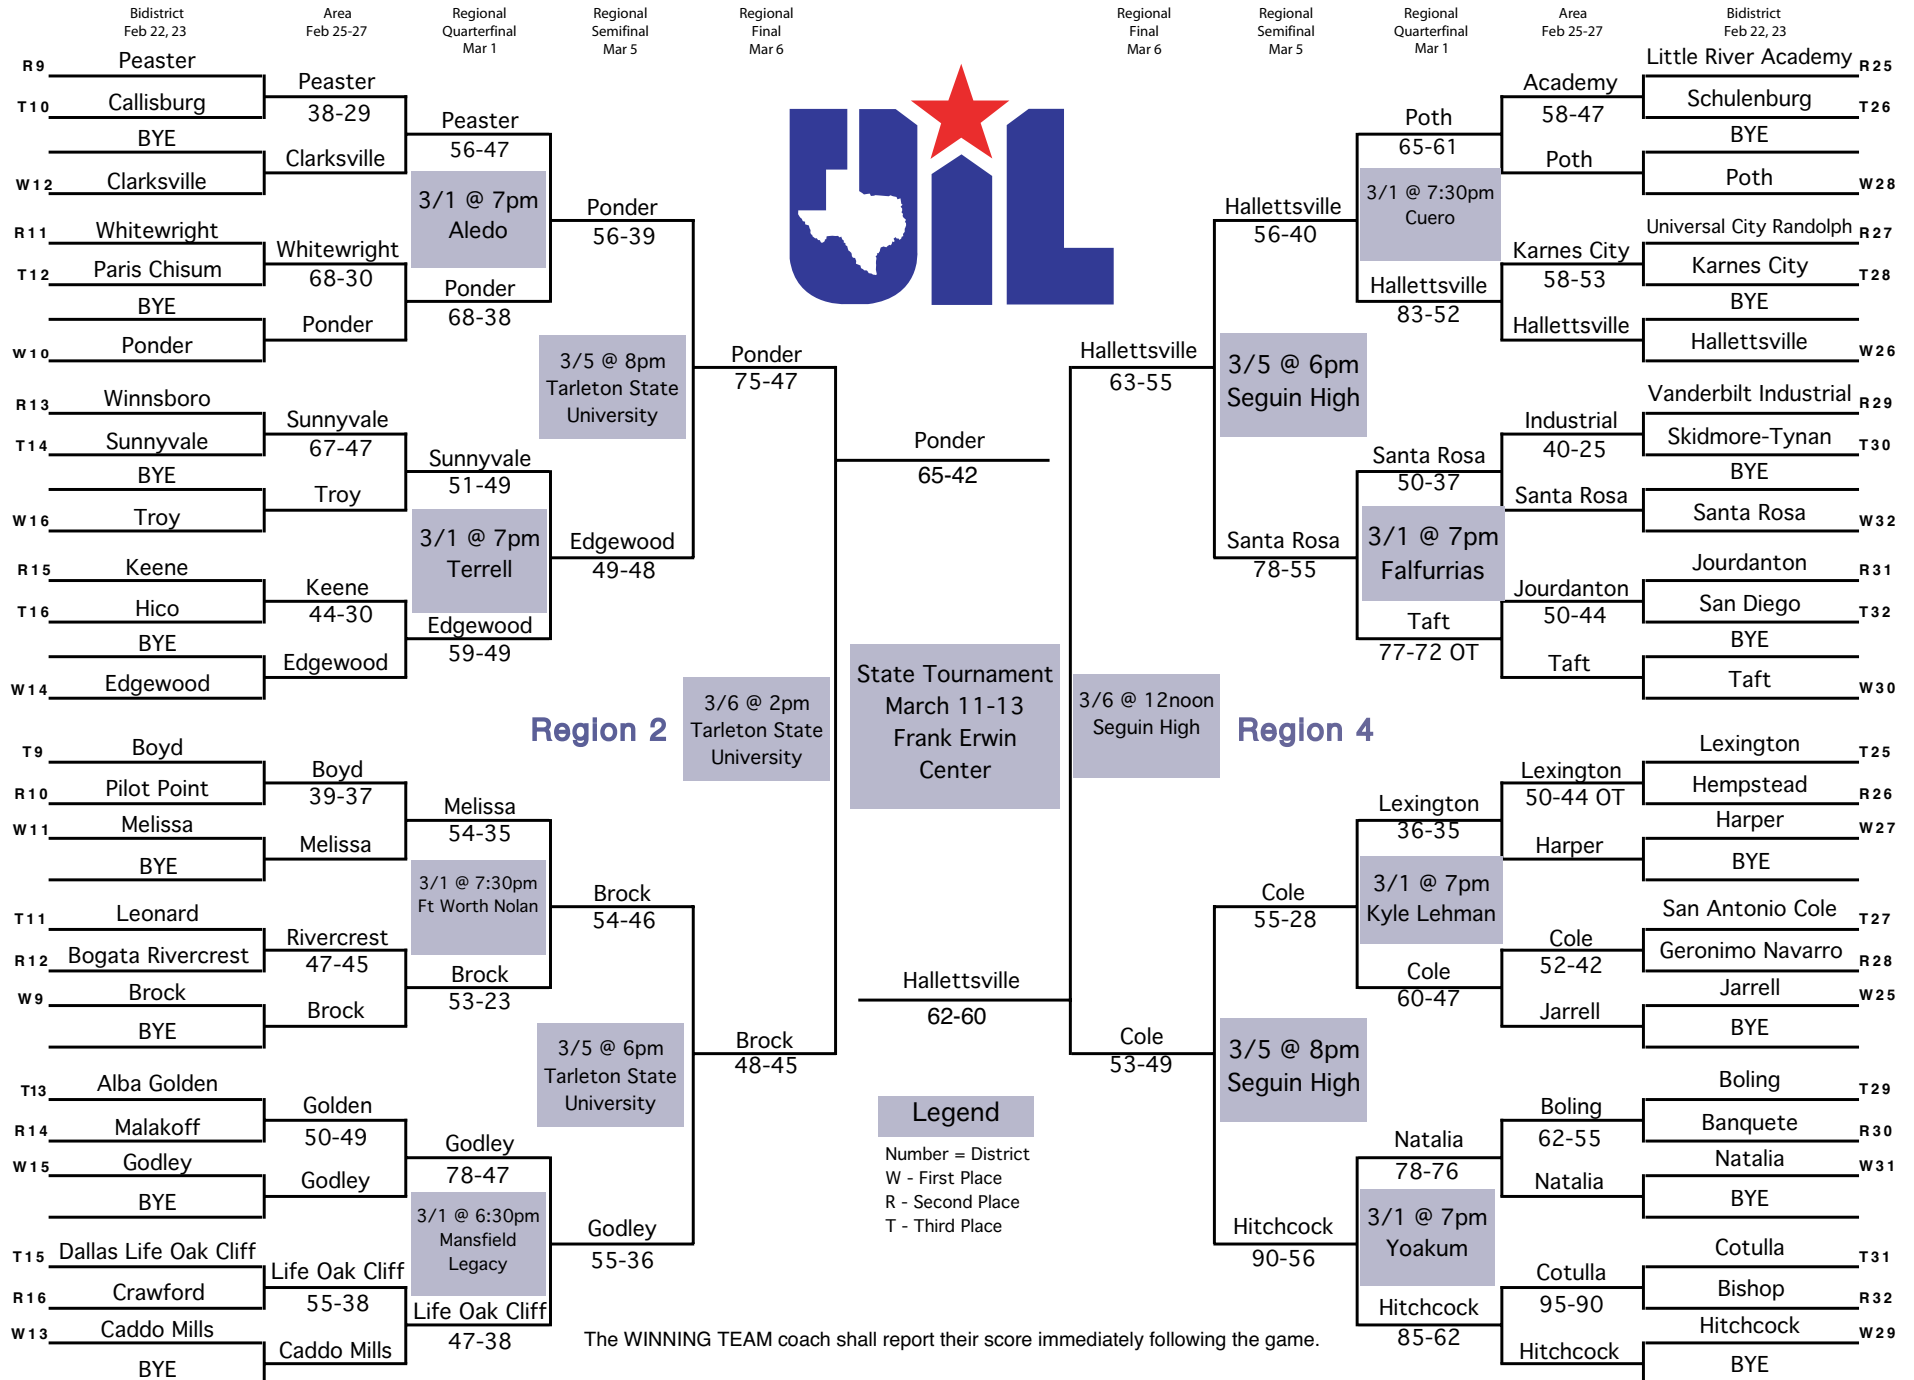 Bidistrict
Feb 22, 23
Area
Feb 25-27
Regional
Quarterfinal
Mar 1
Regional
Semifinal
Mar 5
Regional
Final
Mar 6
Regional
Final
Mar 6
Regional
Semifinal
Mar 5
Regional
Quarterfinal
Mar 1
Area
Feb 25-27
Bidistrict
Feb 22, 23
R9 Peaster
T10 Callisburg
BYE
W12 Clarksville
R11 Whitewright
T12 Paris Chisum
BYE
W10 Ponder
R13 Winnsboro
T14 Sunnyvale
BYE
W16 Troy
R15 Keene
T16 Hico
BYE
W14 Edgewood
T9 Boyd
R10 Pilot Point
W11 Melissa
BYE
T11 Leonard
R12 Bogata Rivercrest
W9 Brock
BYE
T13 Alba Golden
R14 Malakoff
W15 Godley
BYE
T15 Dallas Life Oak Cliff
R16 Crawford
W13 Caddo Mills
BYE
Peaster
38-29
Clarksville
Whitewright
68-30
Ponder
Sunnyvale
67-47
Troy
Keene
44-30
Edgewood
Boyd
39-37
Melissa
Rivercrest
47-45
Brock
Golden
50-49
Godley
Life Oak Cliff
55-38
Caddo Mills
Peaster
56-47
3/1 @ 7pm
Aledo
Ponder
68-38
Sunnyvale
51-49
3/1 @ 7pm
Terrell
Edgewood
59-49
Melissa
54-35
3/1 @ 7:30pm
Ft Worth Nolan
Brock
53-23
Godley
78-47
3/1 @ 6:30pm
Mansfield
Legacy
Life Oak Cliff
47-38
Ponder
56-39
3/5 @ 8pm
Tarleton State
University
Edgewood
49-48
Region 2
Brock
54-46
3/5 @ 6pm
Tarleton State
University
Godley
55-36
Ponder
75-47
3/6 @ 2pm
Tarleton State
University
Brock
48-45
UIL
Ponder
65-42
State Tournament
March 11-13
Frank Erwin
Center
Hallettsville
62-60
Legend
Number = District
W - First Place
R - Second Place
T - Third Place
The WINNING TEAM coach shall report their score immediately following the game.
Hallettsville
63-55
3/6 @ 12noon
Seguin High
Cole
53-49
Hallettsville
56-40
3/5 @ 6pm
Seguin High
Santa Rosa
78-55
Region 4
Cole
55-28
3/5 @ 8pm
Seguin High
Hitchcock
90-56
Poth
65-61
3/1 @ 7:30pm
Cuero
Hallettsville
83-52
Santa Rosa
50-37
3/1 @ 7pm
Falfurrias
Taft
77-72 OT
Lexington
36-35
3/1 @ 7pm
Kyle Lehman
Cole
60-47
Natalia
78-76
3/1 @ 7pm
Yoakum
Hitchcock
85-62
Academy
58-47
Poth
Karnes City
58-53
Hallettsville
Industrial
40-25
Santa Rosa
Jourdanton
50-44
Taft
Lexington
50-44 OT
Harper
Cole
52-42
Jarrell
Boling
62-55
Natalia
Cotulla
95-90
Hitchcock
Little River Academy R25
Schulenburg T26
BYE
Poth W28
Universal City Randolph R27
Karnes City T28
BYE
Hallettsville W26
Vanderbilt Industrial R29
Skidmore-Tynan T30
BYE
Santa Rosa W32
Jourdanton R31
San Diego T32
BYE
Taft W30
Lexington T25
Hempstead R26
Harper W27
BYE
San Antonio Cole T27
Geronimo Navarro R28
Jarrell W25
BYE
Boling T29
Banquete R30
Natalia W31
BYE
Cotulla T31
Bishop R32
Hitchcock W29
BYE